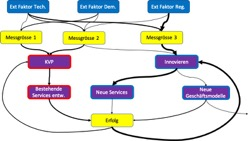 Ext Faktor Tech.
Ext Faktor Dem.
Ext Faktor Reg.
Messgrösse 1
Messgrösse 2
Messgrösse 3
KVP
Innovieren
Bestehende
Services entw.
Neue Services
Neue
Geschäftsmodelle
Erfolg